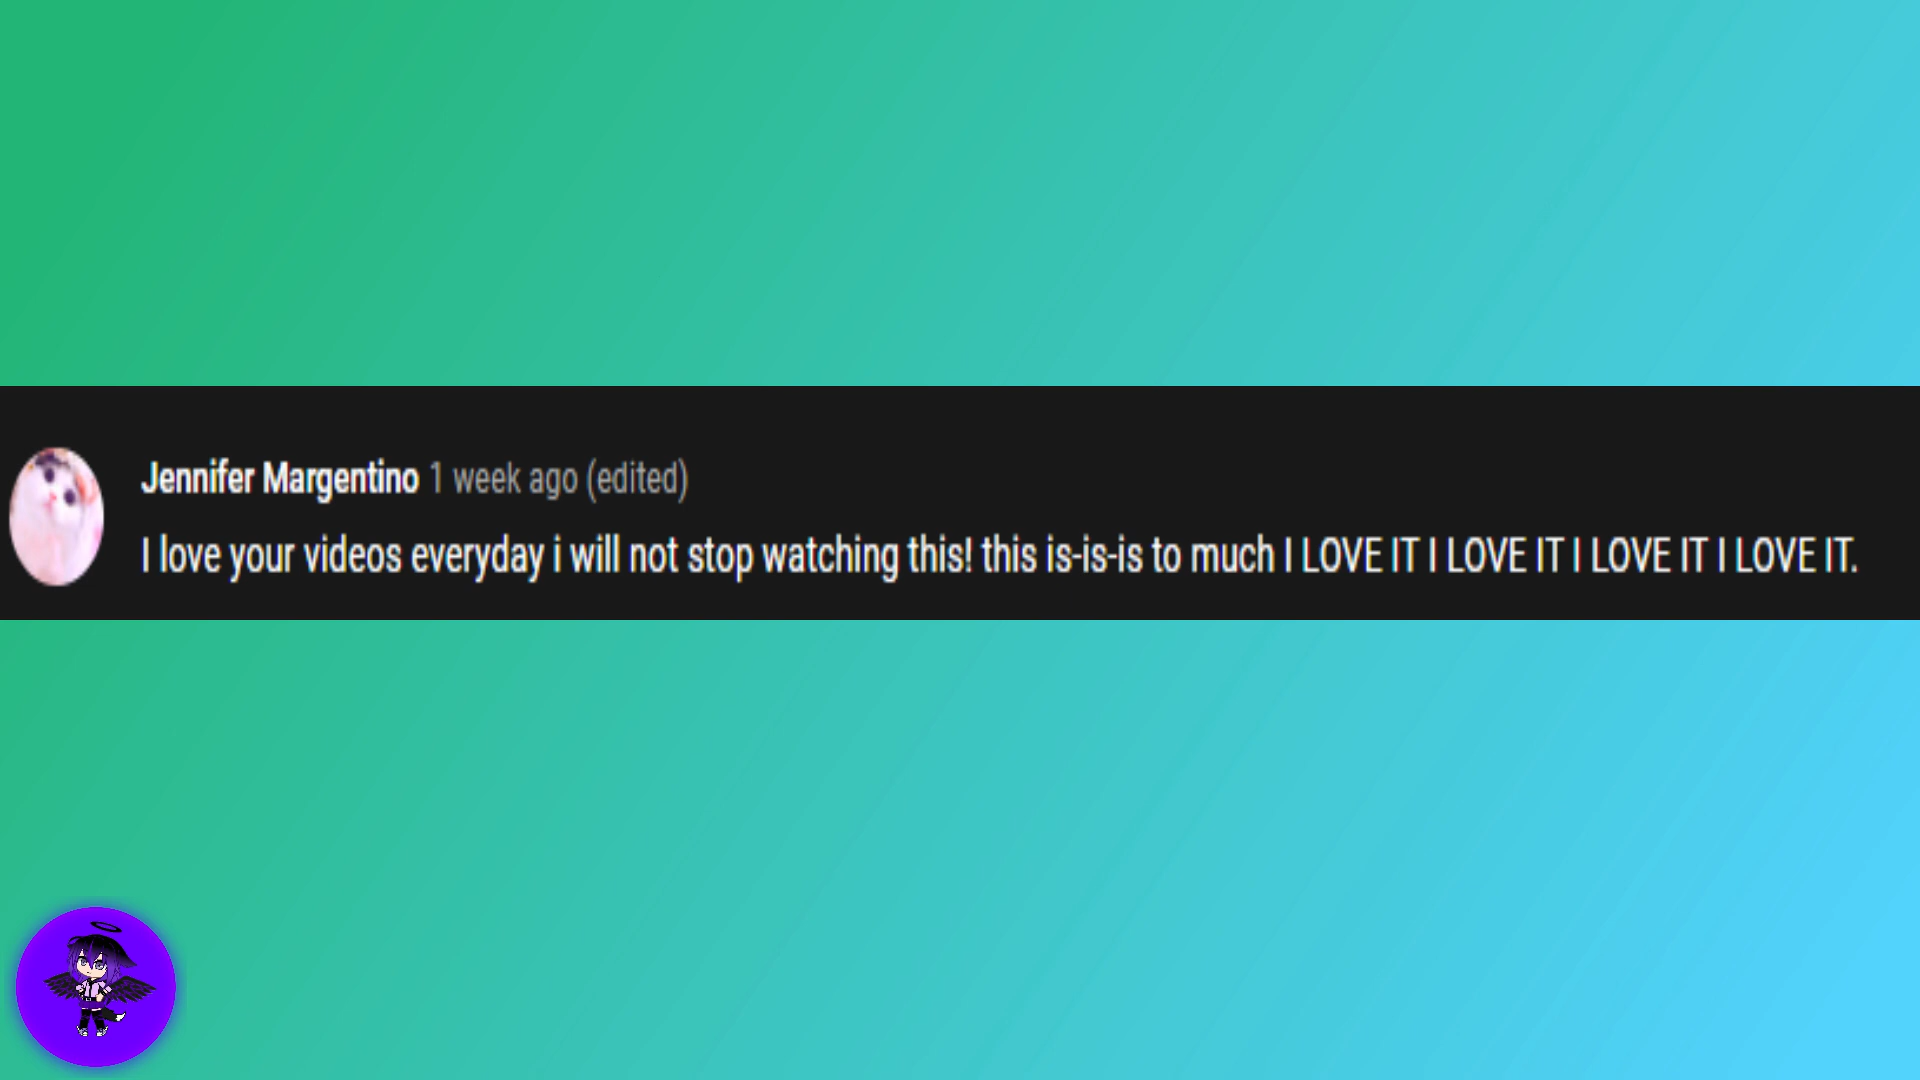 Jennifer Margentino 1 week ago (edited)
I love your videos everyday i will not stop watching this! this is-is-is to much I LOVE IT I LOVE IT I LOVE IT I LOVE IT.